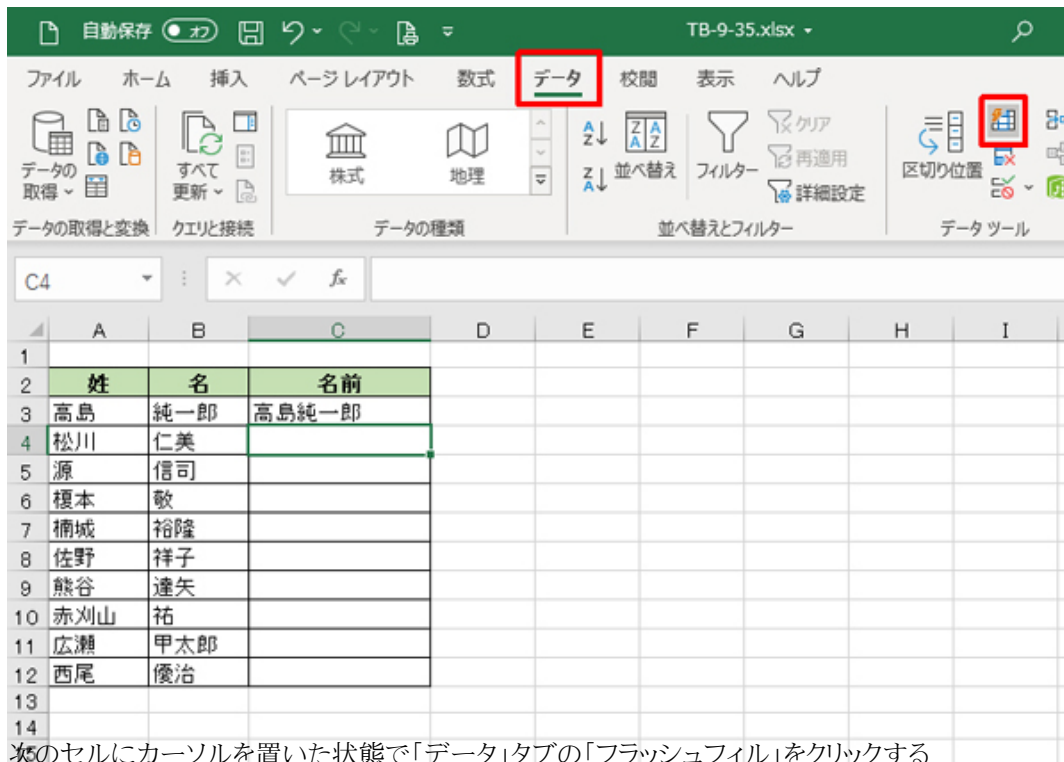 自動保存 オフ TB-9-35.xlsx
ファイル ホーム 挿入 ページ レイアウト 数式 データ 校閲 表示 ヘルプ
データの取得 すべて更新 株式 地理 並べ替え フィルター クリア 再適用 詳細設定 区切り位置
データの取得と変換 クエリと接続 データの種類 並べ替えとフィルター データ ツール
C4 fx
A B C D E F G H I
1
2 姓 名 名前
3 高島 純一郎 高島純一郎
4 松川 仁美
5 源 信司
6 榎本 敬
7 楠城 裕隆
8 佐野 祥子
9 熊谷 達矢
10 赤刈山 祐
11 広瀬 甲太郎
12 西尾 優治
13
14
次のセルにカーソルを置いた状態で「データ」タブの「フラッシュフィル」をクリックする